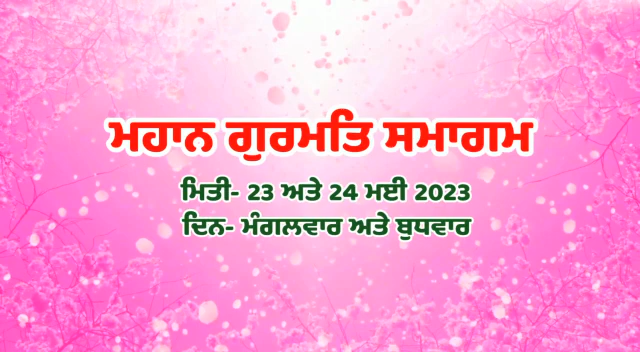 ਮਹਾਨ ਗੁਰਮਤਿ ਸਮਾਗਮ
ਮਿਤੀ- 23 ਅਤੇ 24 ਮਈ 2023
ਦਿਨ- ਮੰਗਲਵਾਰ ਅਤੇ ਬੁਧਵਾਰ